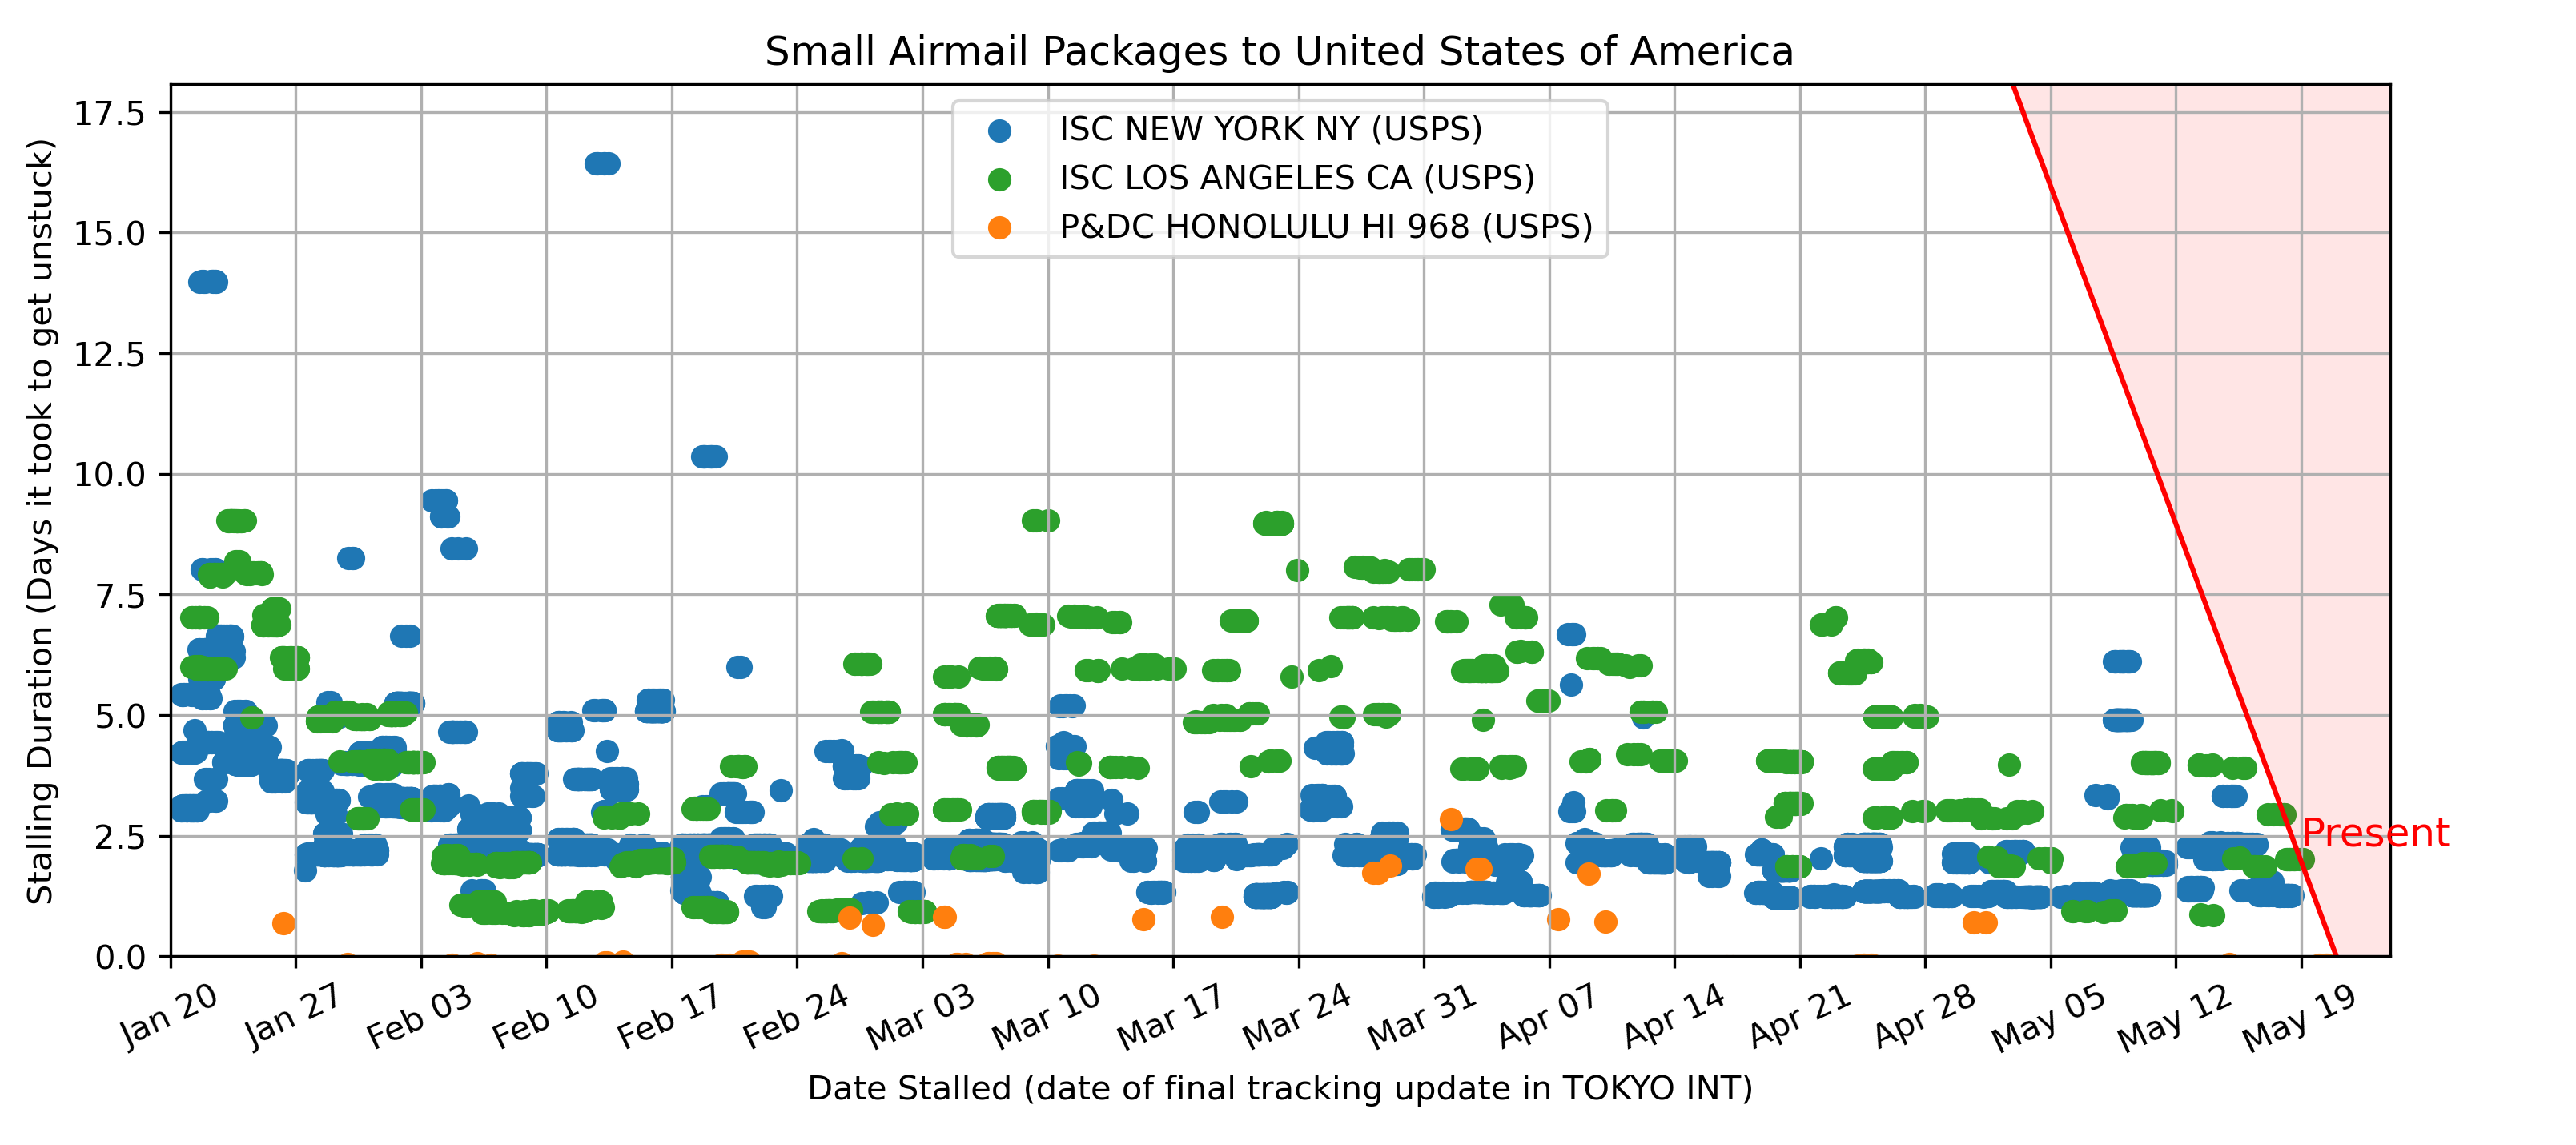 Small Airmail Packages to United States of America
Stalling Duration (Days it took to get unstuck)
17.5
15.0
12.5
10.0
7.5
5.0
2.5
0.0
ISC NEW YORK NY (USPS)
ISC LOS ANGELES CA (USPS)
P&DC HONOLULU HI 968 (USPS)
Present
Jan 20
Jan 27
Feb 03
Feb 10
Feb 17
Feb 24
Mar 03
Mar 10
Mar 17
Mar 24
Mar 31
Apr 07
Apr 14
Apr 21
Apr 28
May 05
May 12
May 19
Date Stalled (date of final tracking update in TOKYO INT)